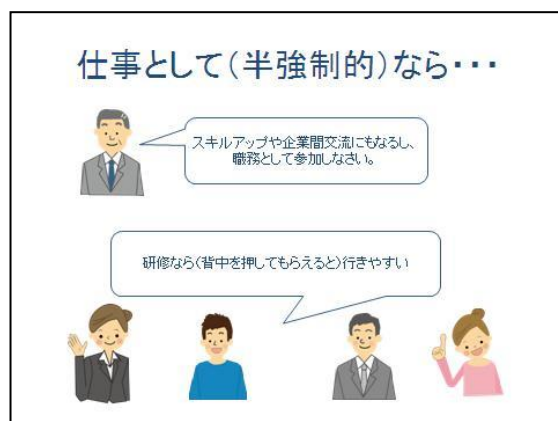 仕事として(半強制的)なら・・・
スキルアップや企業間交流にもなるし、
職務として参加しなさい。
研修なら(背中を押してもらえると)行きやすい